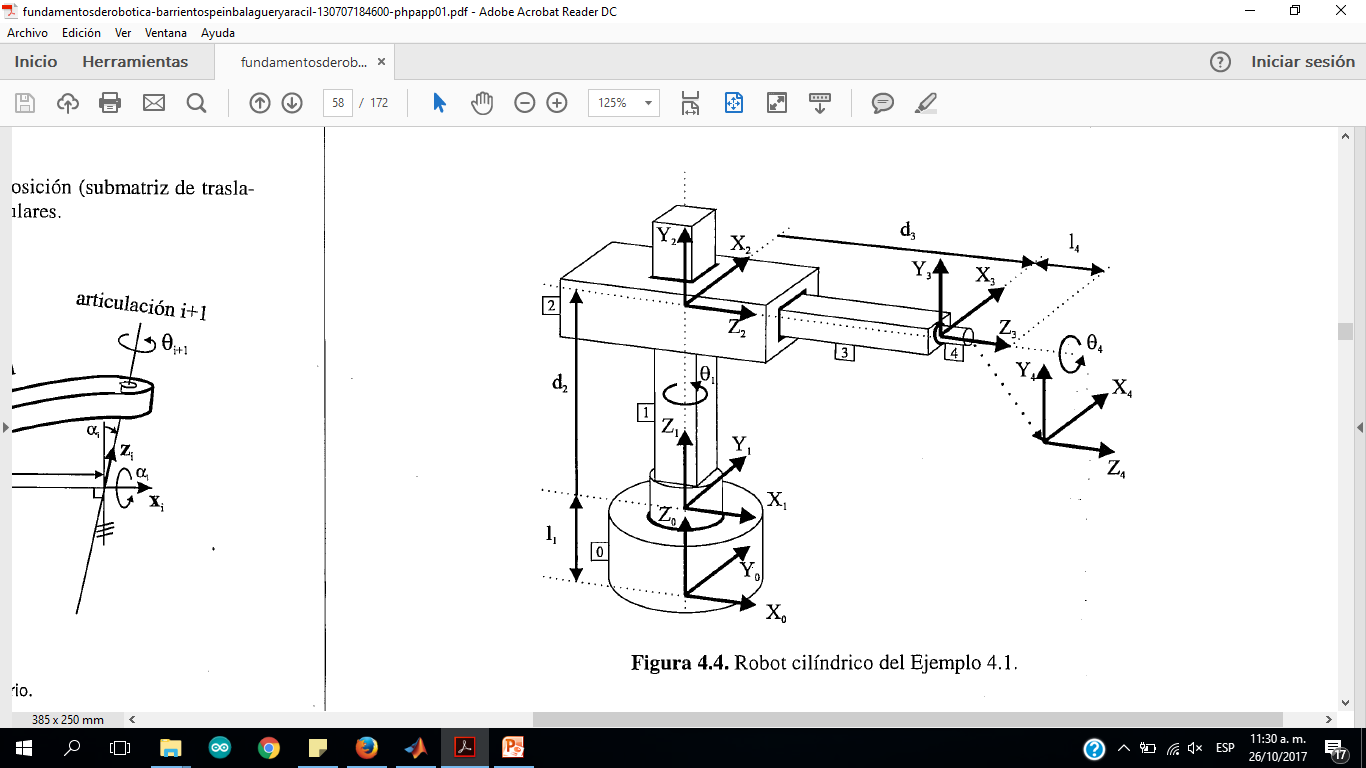 fundamentosderobotica-barrientospeinbalagueryaracil-130707184600-phpapp01.pdf - Adobe Acrobat Reader DC
Archivo Edición Ver Ventana Ayuda
Inicio Herramientas fundamentosderob... × Iniciar sesión
58 / 172 125%
osición (submatriz de trasla-
ulares.
articulación i+1
θi+1
αi
zi
αi
xi
rio.
d3
l4
Y2
X2
Z2
2
Y3
X3
Z3
3
4
θ4
Y4
X4
Z4
d2
θ1
1
Z1
Y1
X1
l1
Z0
0
Y0
X0
Figura 4.4. Robot cilíndrico del Ejemplo 4.1.
385 x 250 mm
ESP
11:30 a. m.
26/10/2017
17